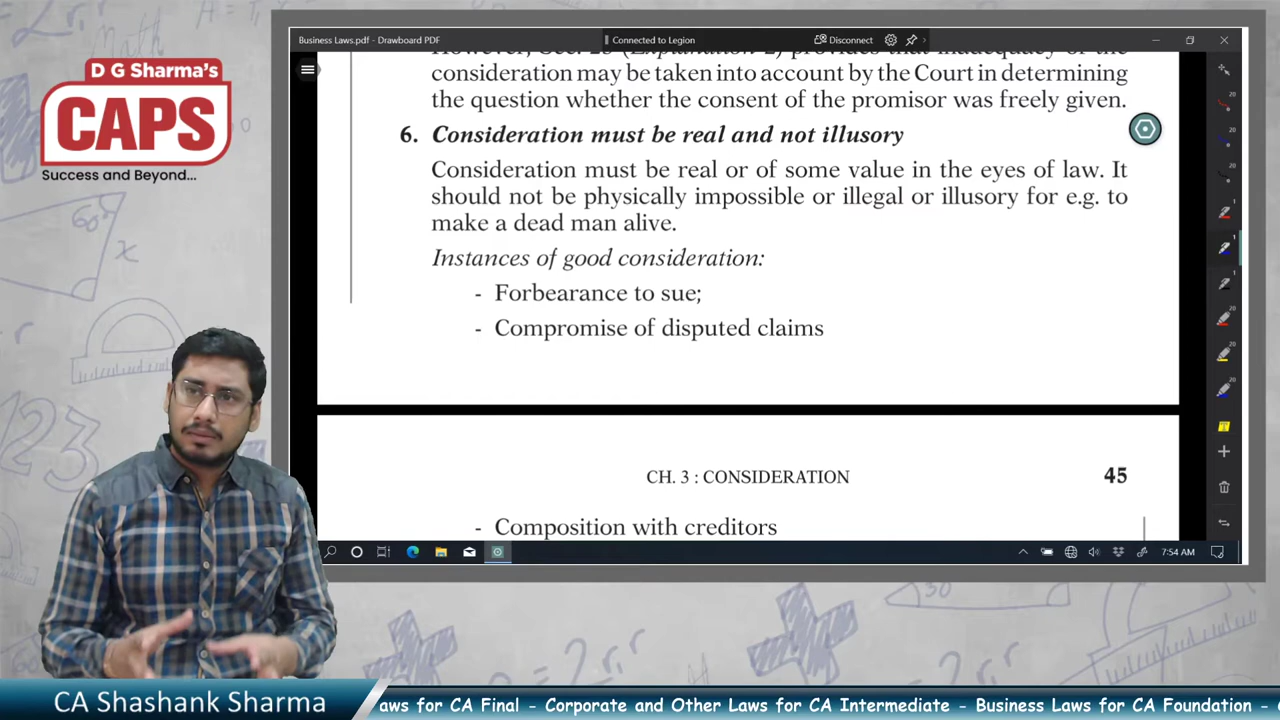 D G Sharma's
CAPS
Success and Beyond...
Business Laws.pdf - Drawboard PDF
Connected to Legion
Disconnect
consideration may be taken into account by the Court in determining
the question whether the consent of the promisor was freely given.
6. Consideration must be real and not illusory
Consideration must be real or of some value in the eyes of law. It
should not be physically impossible or illegal or illusory for e.g. to
make a dead man alive.
Instances of good consideration:
- Forbearance to sue;
- Compromise of disputed claims
CH. 3 : CONSIDERATION 45
- Composition with creditors
7:54 AM
CA Shashank Sharma
aws for CA Final - Corporate and Other Laws for CA Intermediate - Business Laws for CA Foundation -